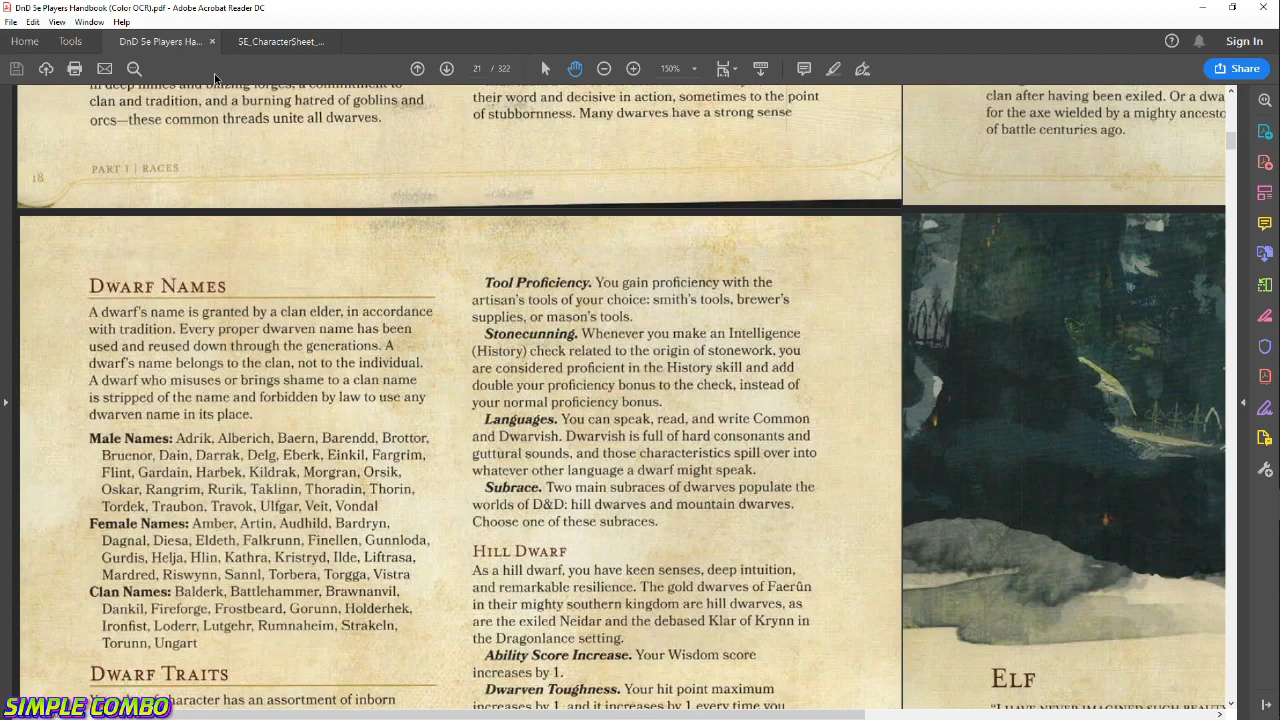 DnD 5e Players Handbook (Color OCR).pdf - Adobe Acrobat Reader DC
File Edit View Window Help
Home Tools DnD 5e Players Ha... × 5E_CharacterSheet_... Sign In
21 / 322 150% Share
clan and tradition, and a burning hatred of goblins and
orcs—these common threads unite all dwarves.
18 PART 1 | RACES
their word and decisive in action, sometimes to the point
of stubbornness. Many dwarves have a strong sense
clan after having been exiled. Or a dwa
for the axe wielded by a mighty ancesto
of battle centuries ago.
DWARF NAMES
A dwarf's name is granted by a clan elder, in accordance
with tradition. Every proper dwarven name has been
used and reused down through the generations. A
dwarf's name belongs to the clan, not to the individual.
A dwarf who misuses or brings shame to a clan name
is stripped of the name and forbidden by law to use any
dwarven name in its place.
Male Names: Adrik, Alberich, Baern, Barendd, Brottor,
Bruenor, Dain, Darrak, Delg, Eberk, Einkil, Fargrim,
Flint, Gardain, Harbek, Kildrak, Morgran, Orsik,
Oskar, Rangrim, Rurik, Taklinn, Thoradin, Thorin,
Tordek, Traubon, Travok, Ulfgar, Veit, Vondal
Female Names: Amber, Artin, Audhild, Bardryn,
Dagnal, Diesa, Eldeth, Falkrunn, Finellen, Gunnloda,
Gurdis, Helja, Hlin, Kathra, Kristryd, Ilde, Liftrasa,
Mardred, Riswynn, Sannl, Torbera, Torgga, Vistra
Clan Names: Balderk, Battlehammer, Brawnanvil,
Dankil, Fireforge, Frostbeard, Gorunn, Holderhek,
Ironfist, Loderr, Lutgehr, Rumnaheim, Strakeln,
Torunn, Ungart
DWARF TRAITS
Your dwarf character has an assortment of inborn
Tool Proficiency. You gain proficiency with the
artisan's tools of your choice: smith's tools, brewer's
supplies, or mason's tools.
Stonecunning. Whenever you make an Intelligence
(History) check related to the origin of stonework, you
are considered proficient in the History skill and add
double your proficiency bonus to the check, instead of
your normal proficiency bonus.
Languages. You can speak, read, and write Common
and Dwarvish. Dwarvish is full of hard consonants and
guttural sounds, and those characteristics spill over into
whatever other language a dwarf might speak.
Subrace. Two main subraces of dwarves populate the
worlds of D&D: hill dwarves and mountain dwarves.
Choose one of these subraces.
HILL DWARF
As a hill dwarf, you have keen senses, deep intuition,
and remarkable resilience. The gold dwarves of Faerûn
in their mighty southern kingdom are hill dwarves, as
are the exiled Neidar and the debased Klar of Krynn in
the Dragonlance setting.
Ability Score Increase. Your Wisdom score
increases by 1.
Dwarven Toughness. Your hit point maximum
increases by 1, and it increases by 1 every time you
ELF
SIMPLE COMBO